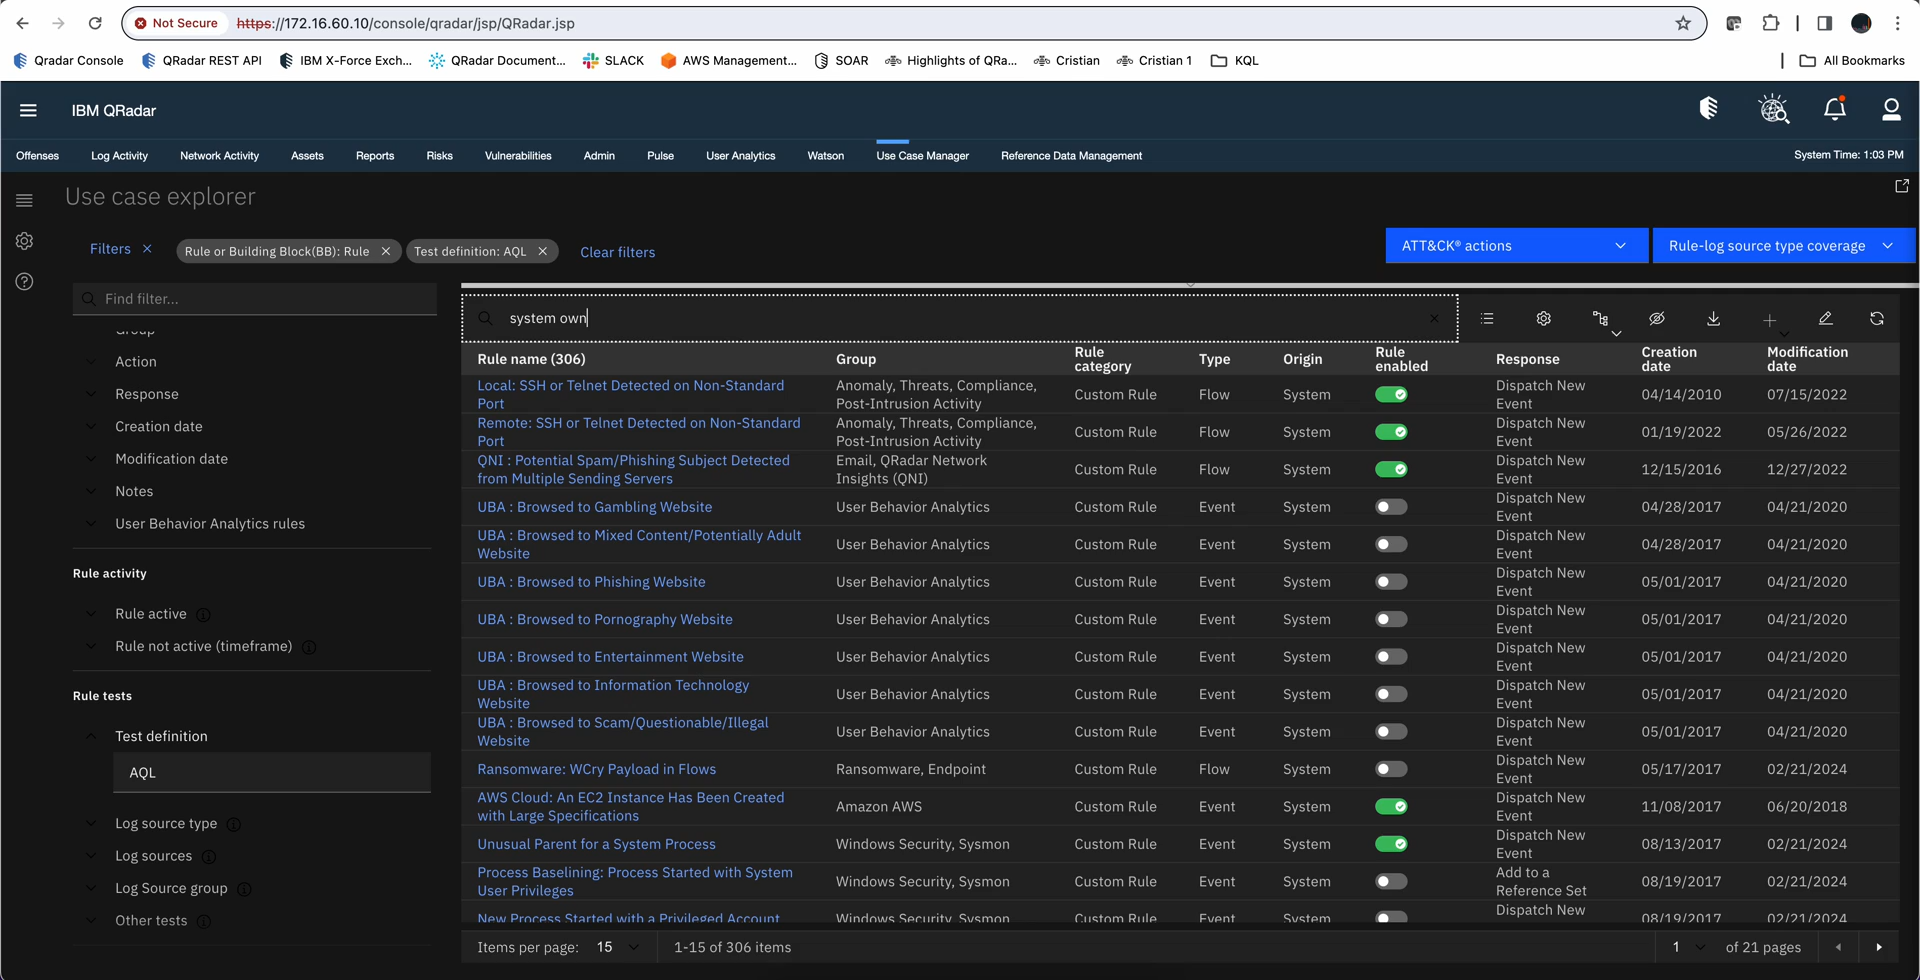 Not Secure https://172.16.60.10/console/qradar/jsp/QRadar.jsp
Qradar Console QRadar REST API IBM X-Force Exch... QRadar Document... SLACK AWS Management... SOAR Highlights of QRa... Cristian Cristian 1 KQL All Bookmarks
IBM QRadar
Offenses Log Activity Network Activity Assets Reports Risks Vulnerabilities Admin Pulse User Analytics Watson Use Case Manager Reference Data Management System Time: 1:03 PM
Use case explorer
Filters Rule or Building Block(BB): Rule Test definition: AQL Clear filters ATT&CK® actions Rule-log source type coverage
Find filter...
Group
Action
Response
Creation date
Modification date
Notes
User Behavior Analytics rules
Rule activity
Rule active
Rule not active (timeframe)
Rule tests
Test definition
AQL
Log source type
Log sources
Log Source group
Other tests
system own
Rule name (306) Group Rule category Type Origin Rule enabled Response Creation date Modification date
Local: SSH or Telnet Detected on Non-Standard Port Anomaly, Threats, Compliance, Post-Intrusion Activity Custom Rule Flow System Dispatch New Event 04/14/2010 07/15/2022
Remote: SSH or Telnet Detected on Non-Standard Port Anomaly, Threats, Compliance, Post-Intrusion Activity Custom Rule Flow System Dispatch New Event 01/19/2022 05/26/2022
QNI : Potential Spam/Phishing Subject Detected from Multiple Sending Servers Email, QRadar Network Insights (QNI) Custom Rule Flow System Dispatch New Event 12/15/2016 12/27/2022
UBA : Browsed to Gambling Website User Behavior Analytics Custom Rule Event System Dispatch New Event 04/28/2017 04/21/2020
UBA : Browsed to Mixed Content/Potentially Adult Website User Behavior Analytics Custom Rule Event System Dispatch New Event 04/28/2017 04/21/2020
UBA : Browsed to Phishing Website User Behavior Analytics Custom Rule Event System Dispatch New Event 05/01/2017 04/21/2020
UBA : Browsed to Pornography Website User Behavior Analytics Custom Rule Event System Dispatch New Event 05/01/2017 04/21/2020
UBA : Browsed to Entertainment Website User Behavior Analytics Custom Rule Event System Dispatch New Event 05/01/2017 04/21/2020
UBA : Browsed to Information Technology Website User Behavior Analytics Custom Rule Event System Dispatch New Event 05/01/2017 04/21/2020
UBA : Browsed to Scam/Questionable/Illegal Website User Behavior Analytics Custom Rule Event System Dispatch New Event 05/01/2017 04/21/2020
Ransomware: WCry Payload in Flows Ransomware, Endpoint Custom Rule Flow System Dispatch New Event 05/17/2017 02/21/2024
AWS Cloud: An EC2 Instance Has Been Created with Large Specifications Amazon AWS Custom Rule Event System Dispatch New Event 11/08/2017 06/20/2018
Unusual Parent for a System Process Windows Security, Sysmon Custom Rule Event System Dispatch New Event 08/13/2017 02/21/2024
Process Baselining: Process Started with System User Privileges Windows Security, Sysmon Custom Rule Event System Add to a Reference Set 08/19/2017 02/21/2024
New Process Started with a Privileged Account Windows Security, Sysmon Custom Rule Event System Dispatch New 08/19/2017 02/21/2024
Items per page: 15 1-15 of 306 items 1 of 21 pages